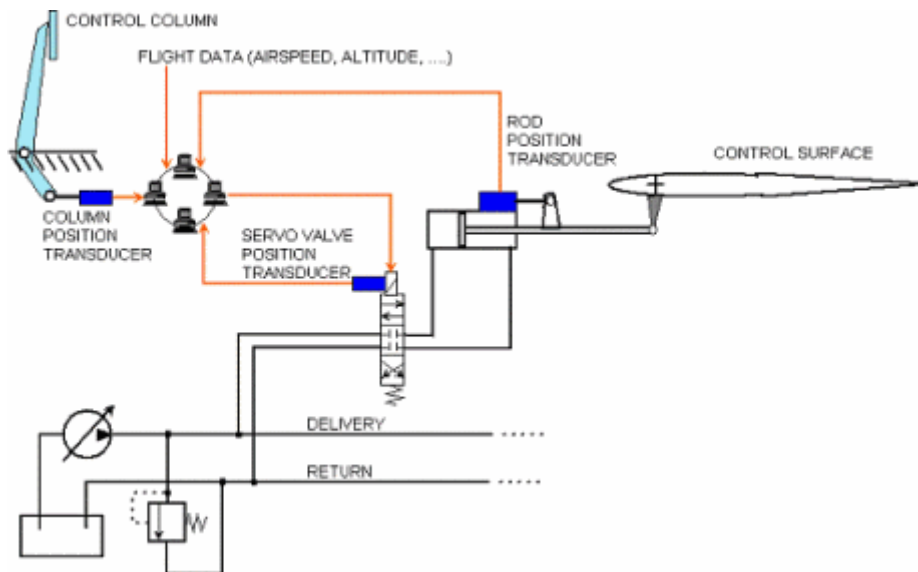 CONTROL COLUMN
FLIGHT DATA (AIRSPEED, ALTITUDE, ....)
ROD
POSITION
TRANSDUCER
CONTROL SURFACE
COLUMN
POSITION
TRANSDUCER
SERVO VALVE
POSITION
TRANSDUCER
DELIVERY
RETURN